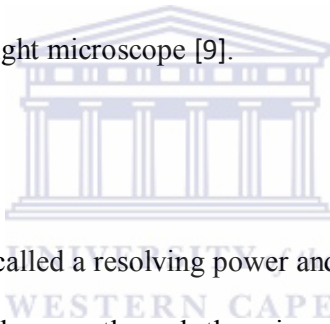 ght microscope [9].
called a resolving power and
UNIVERSITY of the
WESTERN CAPE